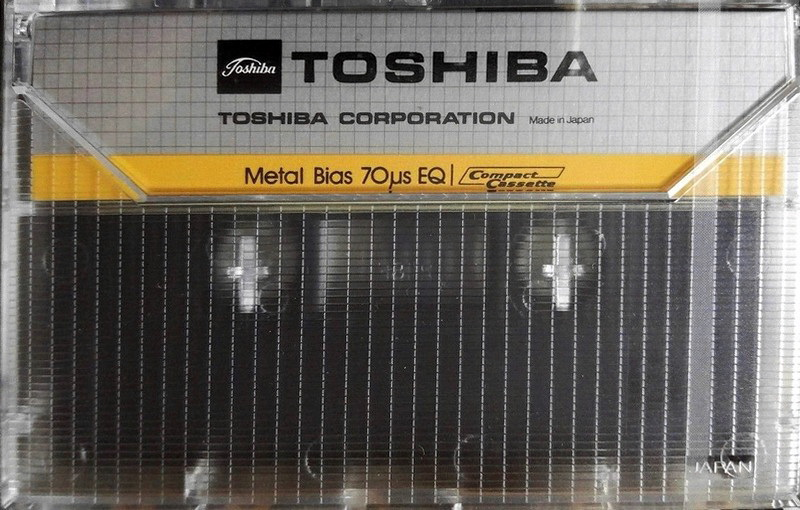 Toshiba TOSHIBA
TOSHIBA CORPORATION Made in Japan
Metal Bias 70µs EQ| Compact Cassette
JAPAN